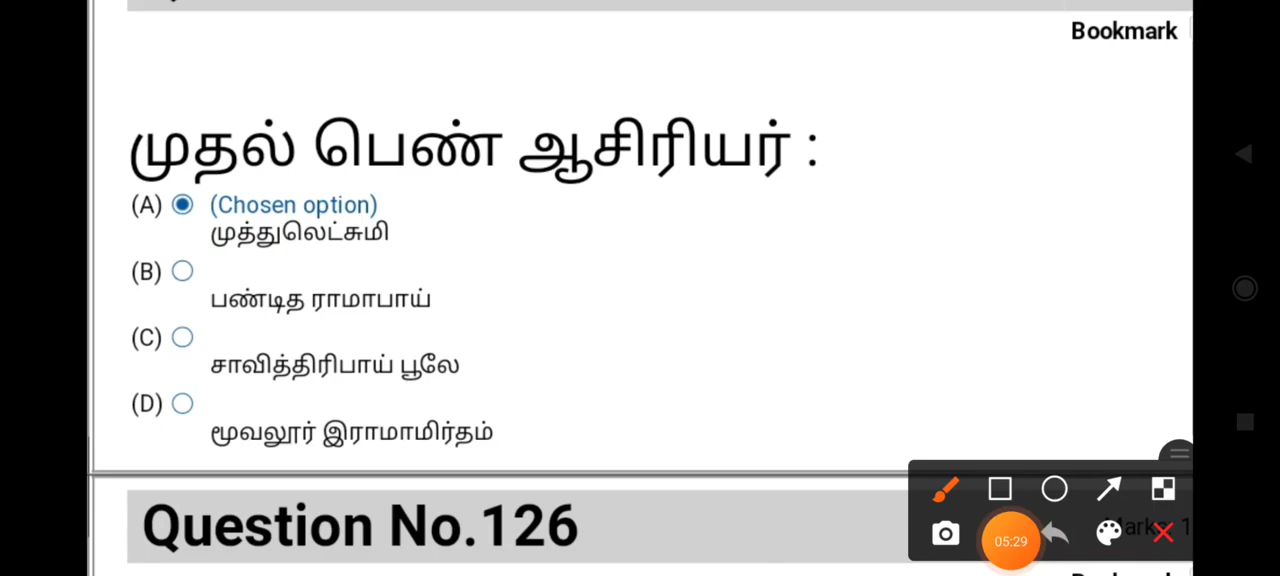 Bookmark
முதல் பெண் ஆசிரியர் :
(A) (Chosen option)
முத்துலெட்சுமி
(B)
பண்டித ராமாபாய்
(C)
சாவித்திரிபாய் பூலே
(D)
மூவலூர் இராமாமிர்தம்
Question No.126
05:29